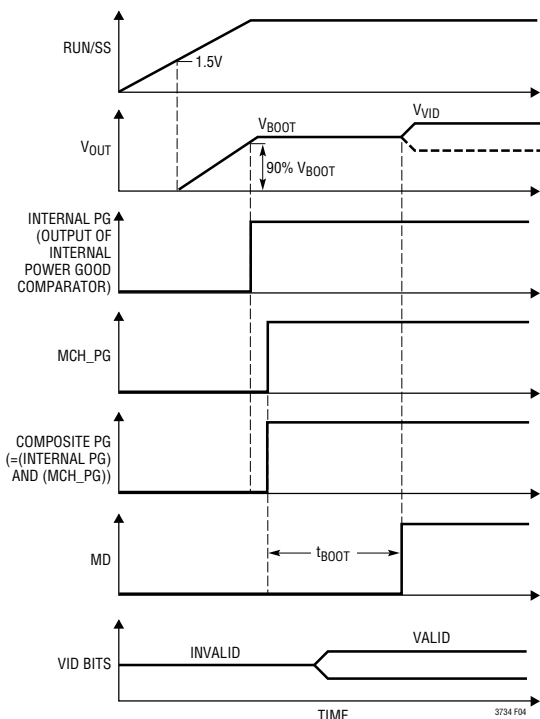 RUN/SS
1.5V
VBOOT
VVID
VOUT
90% VBOOT
INTERNAL PG
(OUTPUT OF
INTERNAL
POWER GOOD
COMPARATOR)
MCH_PG
COMPOSITE PG
(=(INTERNAL PG)
AND (MCH_PG))
tBOOT
MD
INVALID
VALID
VID BITS
TIME
3734 F04